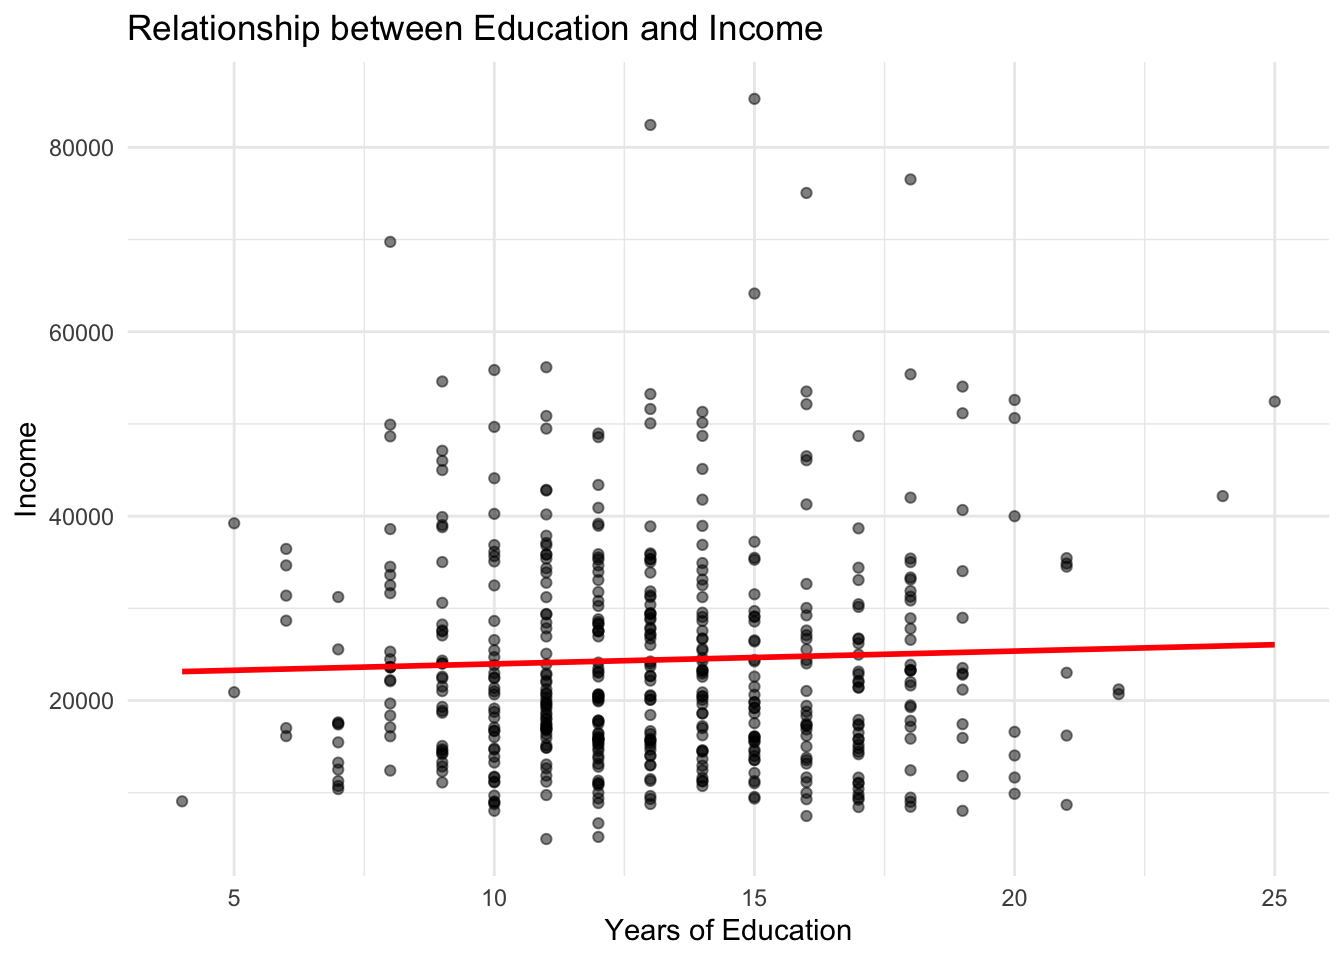 Relationship between Education and Income
80000
60000
40000
20000
Income
5 10 15 20 25
Years of Education